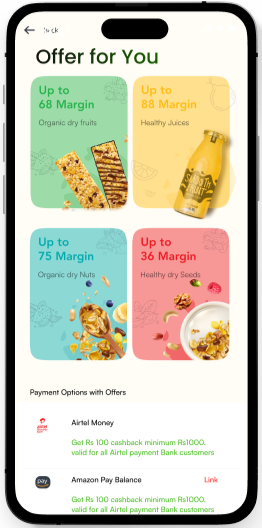 Offer for You
Up to
68 Margin
Organic dry fruits
Up to
88 Margin
Healthy Juices
Up to
75 Margin
Organic dry Nuts
Up to
36 Margin
Healthy dry Seeds
Payment Options with Offers
Airtel Money
Get Rs 100 cashback minimum Rs1000.
valid for all Airtel payment Bank customers
pay
Amazon Pay Balance
Link
Get Rs 100 cashback minimum Rs1000.
valid for all Airtel payment Bank customers